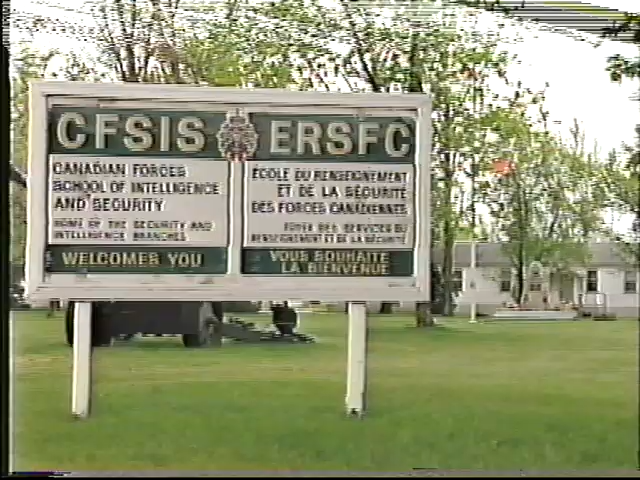 CFSIS
CANADIAN FORCES
SCHOOL OF INTELLIGENCE
AND SECURITY
HOME OF THE SECURITY AND
INTELLIGENCE BRANCHES
WELCOMES YOU
ERSFC
ÉCOLE DU RENSEIGNEMENT
ET DE LA SÉCURITÉ
DES FORCES CANADIENNES
FOYER DES SERVICES DU
RENSEIGNEMENT ET DE LA SÉCURITÉ
VOUS SOUHAITE
LA BIENVENUE